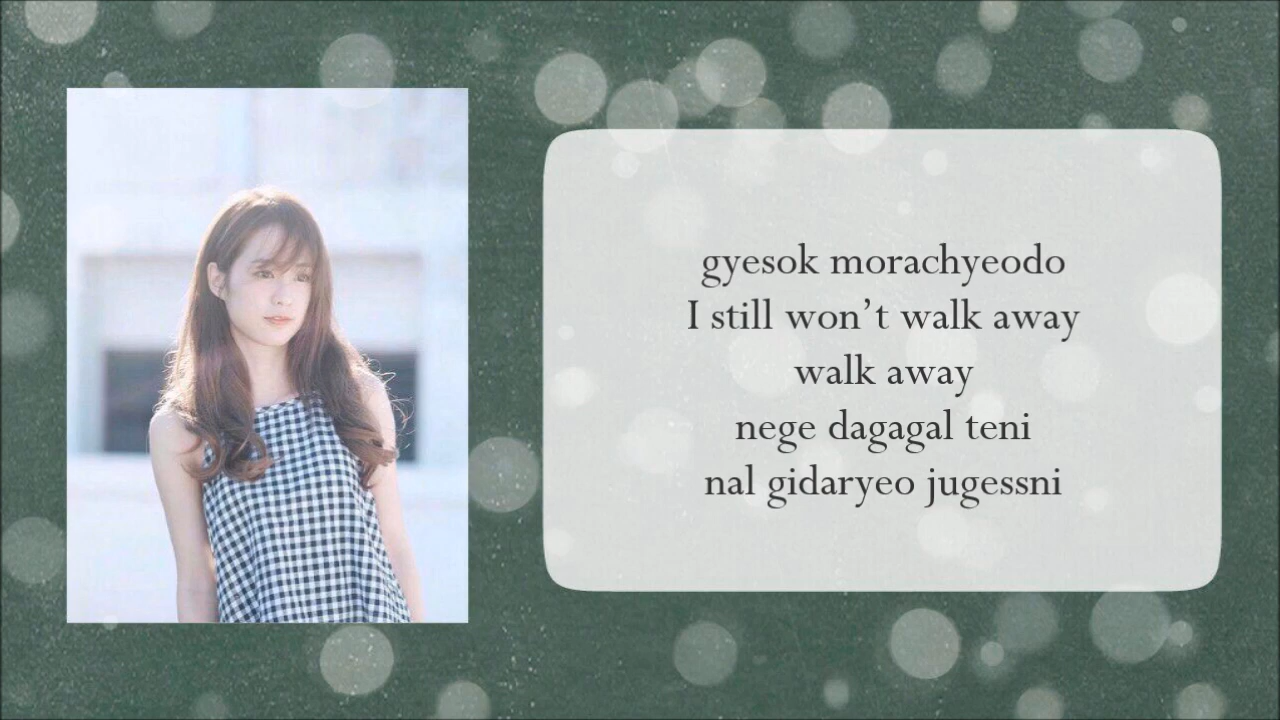 gyesok morachyeodo
I still won’t walk away
walk away
nege dagagal teni
nal gidaryeo jugessni